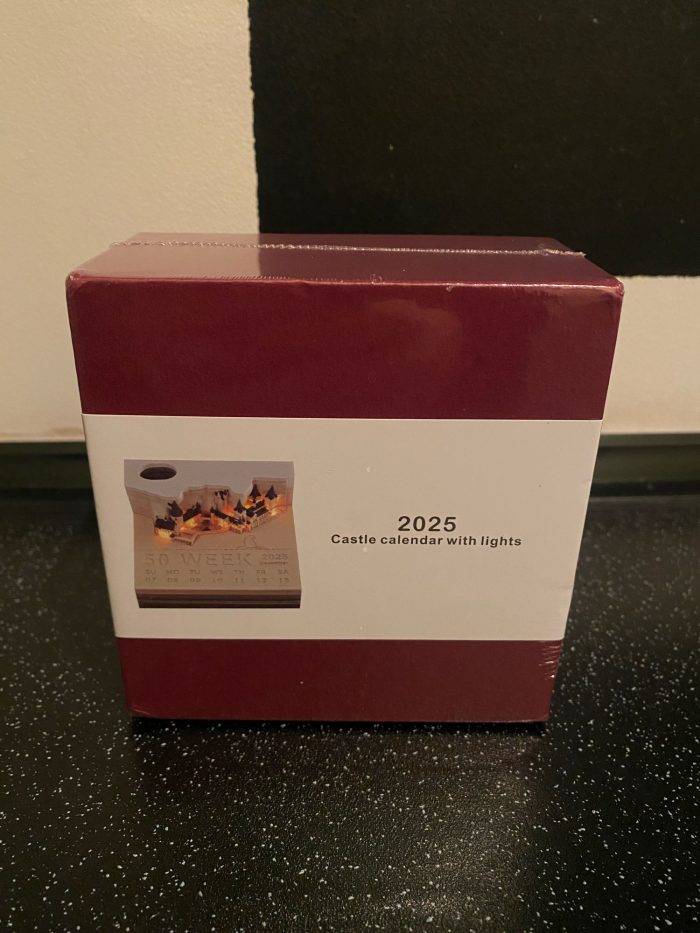 2025
Castle calendar with lights
50 WEEK 2025
SU MO TU WE TH FR SA
07 08 09 10 11 12 13